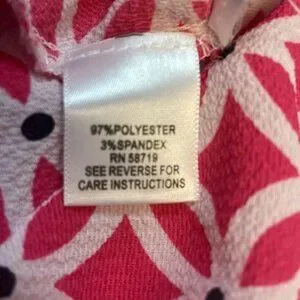 97%POLYESTER
3%SPANDEX
RN 58719
SEE REVERSE FOR
CARE INSTRUCTIONS